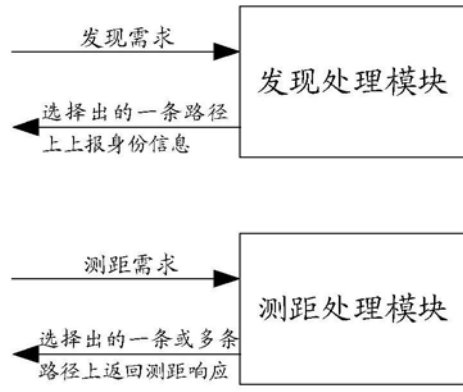 发现需求
发现处理模块
选择出的一条路径
上上报身份信息
测距需求
测距处理模块
选择出的一条或多条
路径上返回测距响应